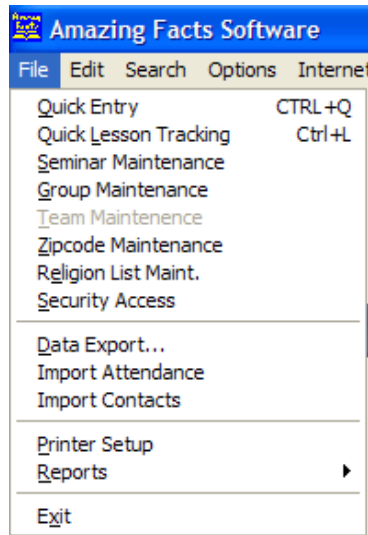 Amazing Facts Software
File Edit Search Options Internet
Quick Entry CTRL+Q
Quick Lesson Tracking Ctrl+L
Seminar Maintenance
Group Maintenance
Team Maintenence
Zipcode Maintenance
Religion List Maint.
Security Access
Data Export...
Import Attendance
Import Contacts
Printer Setup
Reports
Exit